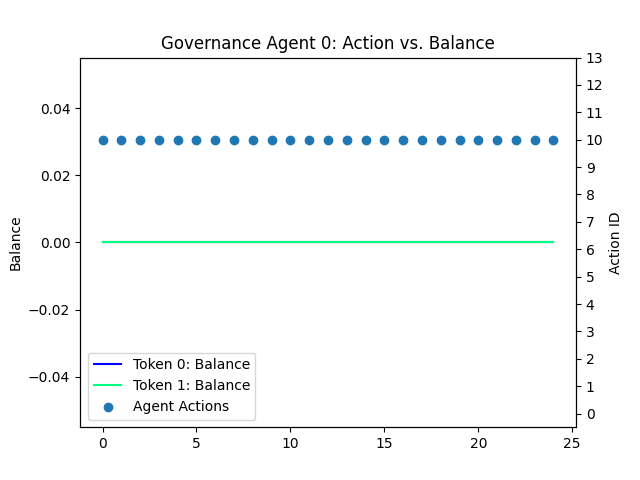 Governance Agent 0: Action vs. Balance
Balance
0.04
0.02
0.00
−0.02
−0.04
13
12
11
10
9
8
7
6
5
4
3
2
1
0
Action ID
Token 0: Balance
Token 1: Balance
Agent Actions
0 5 10 15 20 25